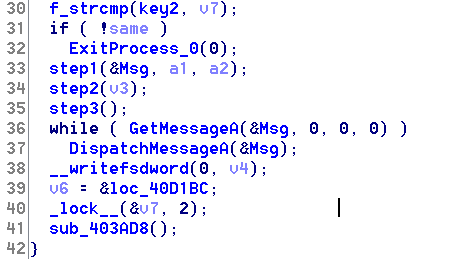 30 f_strcmp(key2, v7);
31 if ( !same )
32 ExitProcess_0(0);
33 step1(&Msg, a1, a2);
34 step2(v3);
35 step3();
36 while ( GetMessageA(&Msg, 0, 0, 0) )
37 DispatchMessageA(&Msg);
38 __writefsdword(0, v4);
39 v6 = &loc_40D1BC;
40 _lock__(&v7, 2);
41 sub_403AD8();
42 }